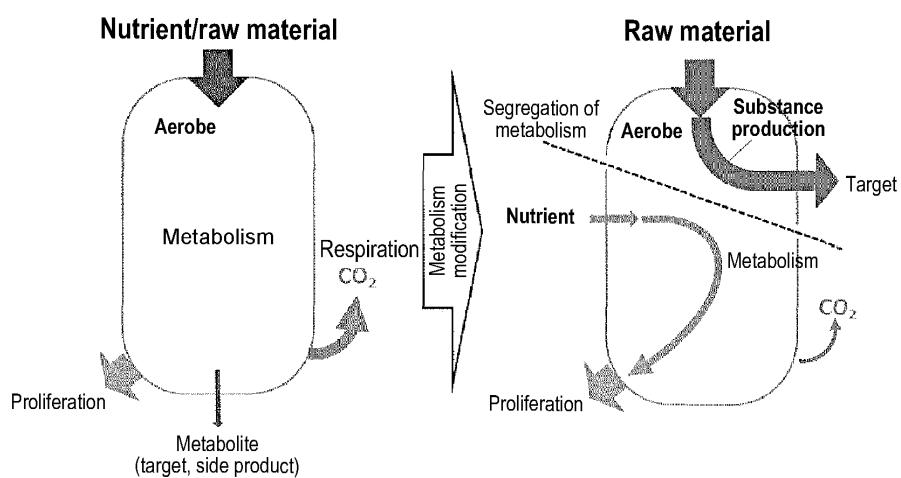 Nutrient/raw material
Aerobe
Metabolism
Respiration
CO₂
Proliferation
Metabolite
(target, side product)
Metabolism
modification
Raw material
Segregation of
metabolism
Aerobe
Substance
production
Target
Nutrient
Metabolism
CO₂
Proliferation